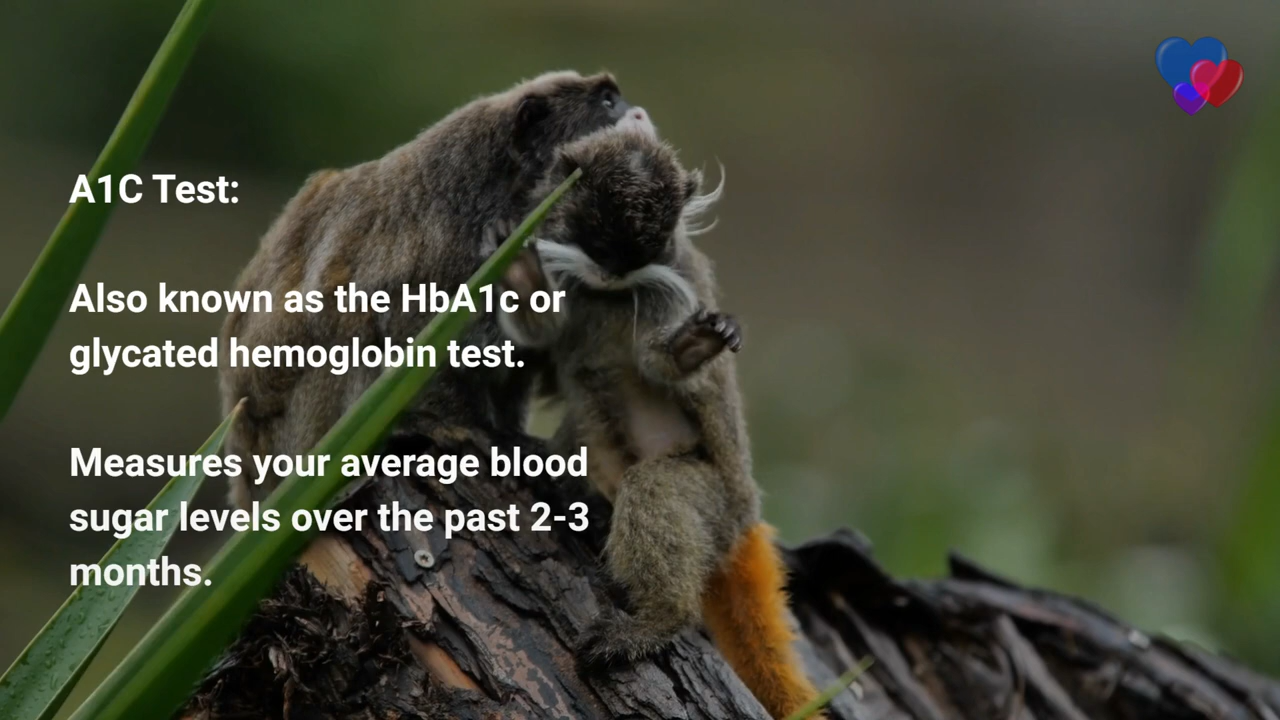 A1C Test:
Also known as the HbA1c or
glycated hemoglobin test.
Measures your average blood
sugar levels over the past 2-3
months.